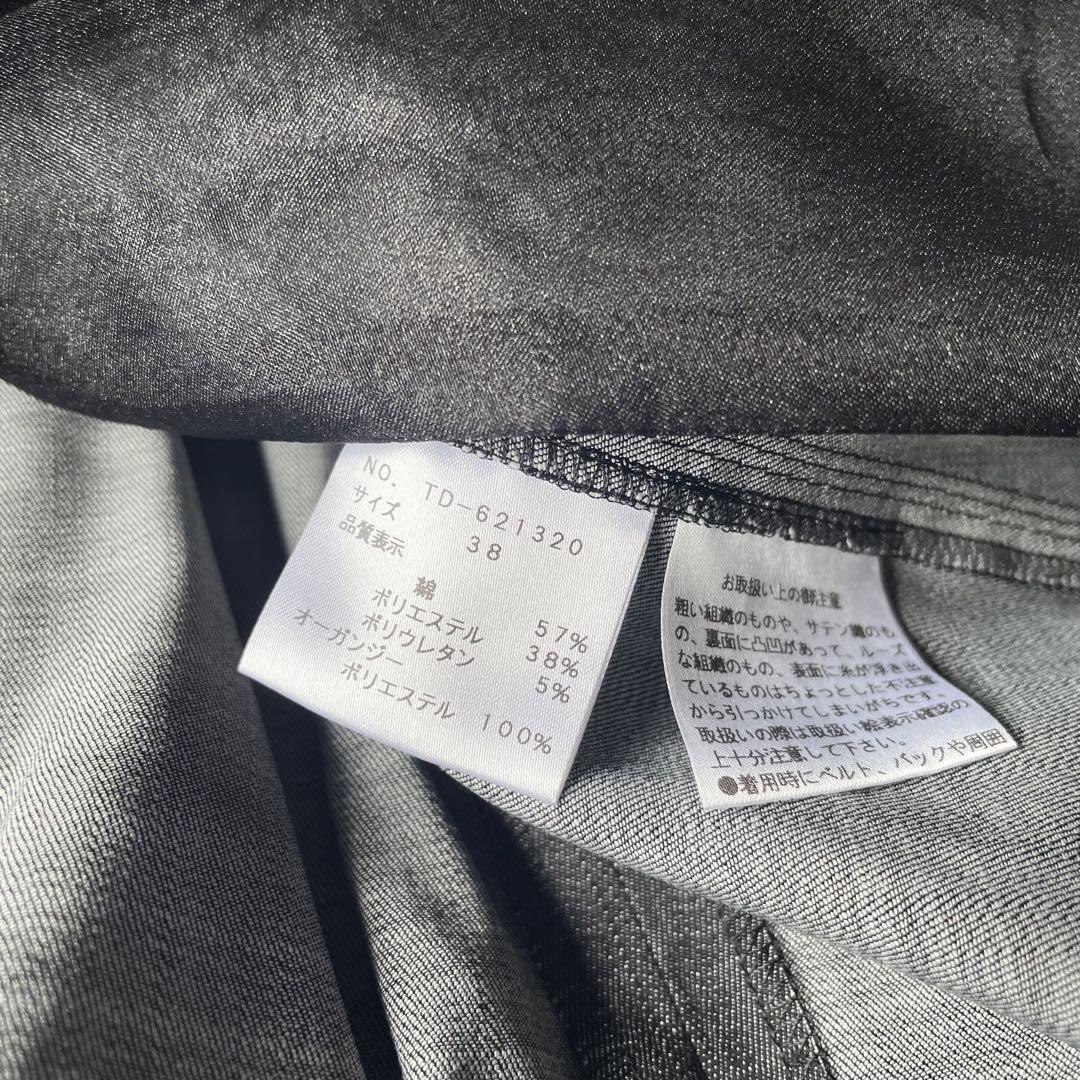 NO. TD-621320
サイズ 38
品質表示
綿 57%
ポリエステル 38%
ポリウレタン 5%
オーガンジー
ポリエステル 100%
お取扱い上の御注意
粗い組織のものや、サテン織のも
の、裏面に凸凹があって、ルーズ
な組織のもの、表面に糸が浮き出
ているものはちょっとした不注意
から引っかけてしまいがちです。
取扱いの際は取扱い絵表示確認の
上十分注意して下さい。
●着用時にベルト、バックや周囲